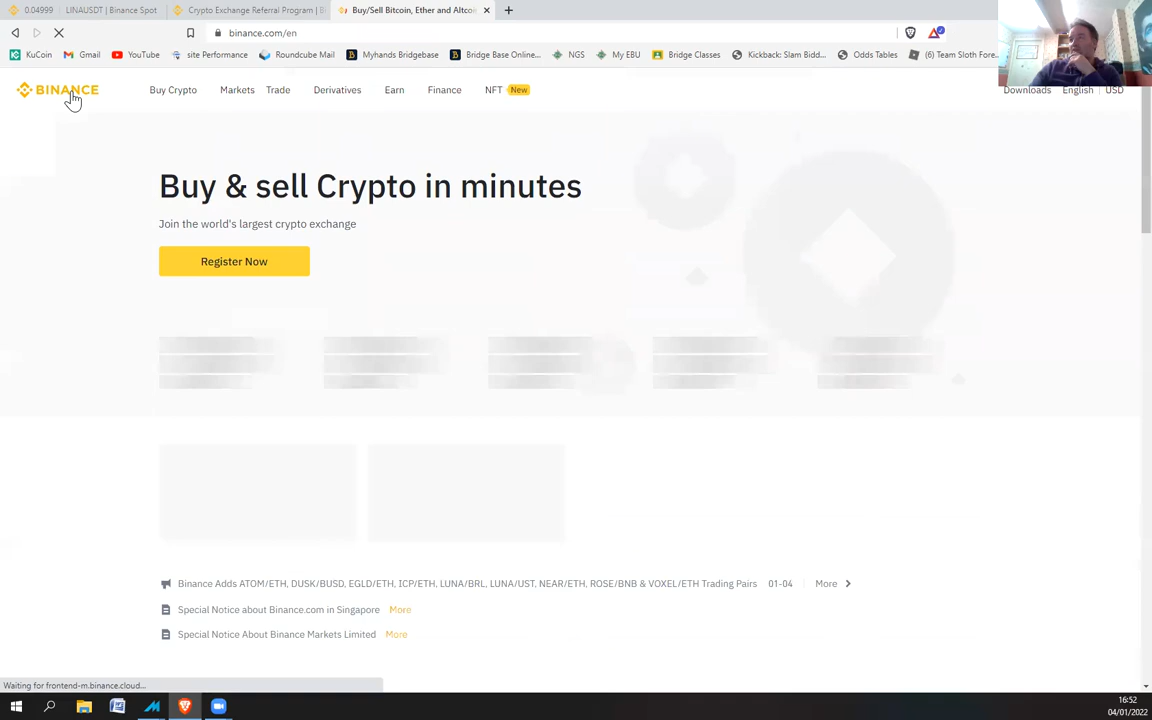 0.04999 LINAUSDT | Binance Spot
Crypto Exchange Referral Program | B
Buy/Sell Bitcoin, Ether and Altco
binance.com/en
KuCoin
Gmail
YouTube
site Performance
Roundcube Mail
Myhands Bridgebase
Bridge Base Online...
NGS
My EBU
Bridge Classes
Kickback: Slam Bidd...
Odds Tables
(6) Team Sloth Fore...
BINANCE
Buy Crypto
Markets
Trade
Derivatives
Earn
Finance
NFT New
Downloads
English
USD
Buy & sell Crypto in minutes
Join the world's largest crypto exchange
Register Now
Binance Adds ATOM/ETH, DUSK/BUSD, EGLD/ETH, ICP/ETH, LUNA/BRL, LUNA/UST, NEAR/ETH, ROSE/BNB & VOXEL/ETH Trading Pairs 01-04 More
Special Notice about Binance.com in Singapore More
Special Notice About Binance Markets Limited More
Waiting for frontend-m.binance.cloud...
16:52
04/01/2022